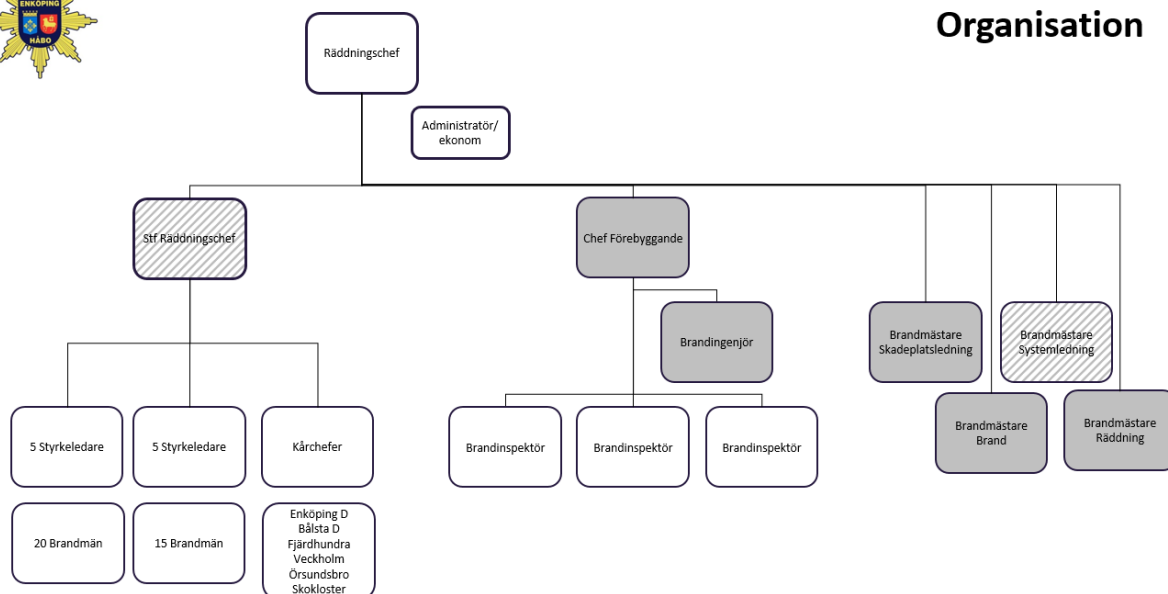 ENKÖPING
HÅBO
Organisation
Räddningschef
Administratör/
ekonom
Stf Räddningschef
Chef Förebyggande
Brandingenjör
Brandmästare
Skadeplatsledning
Brandmästare
Systemledning
Brandmästare
Brand
Brandmästare
Räddning
5 Styrkeledare
5 Styrkeledare
Kårchefer
Brandinspektör
Brandinspektör
Brandinspektör
20 Brandmän
15 Brandmän
Enköping D
Bålsta D
Fjärdhundra
Veckholm
Örsundsbro
Skokloster